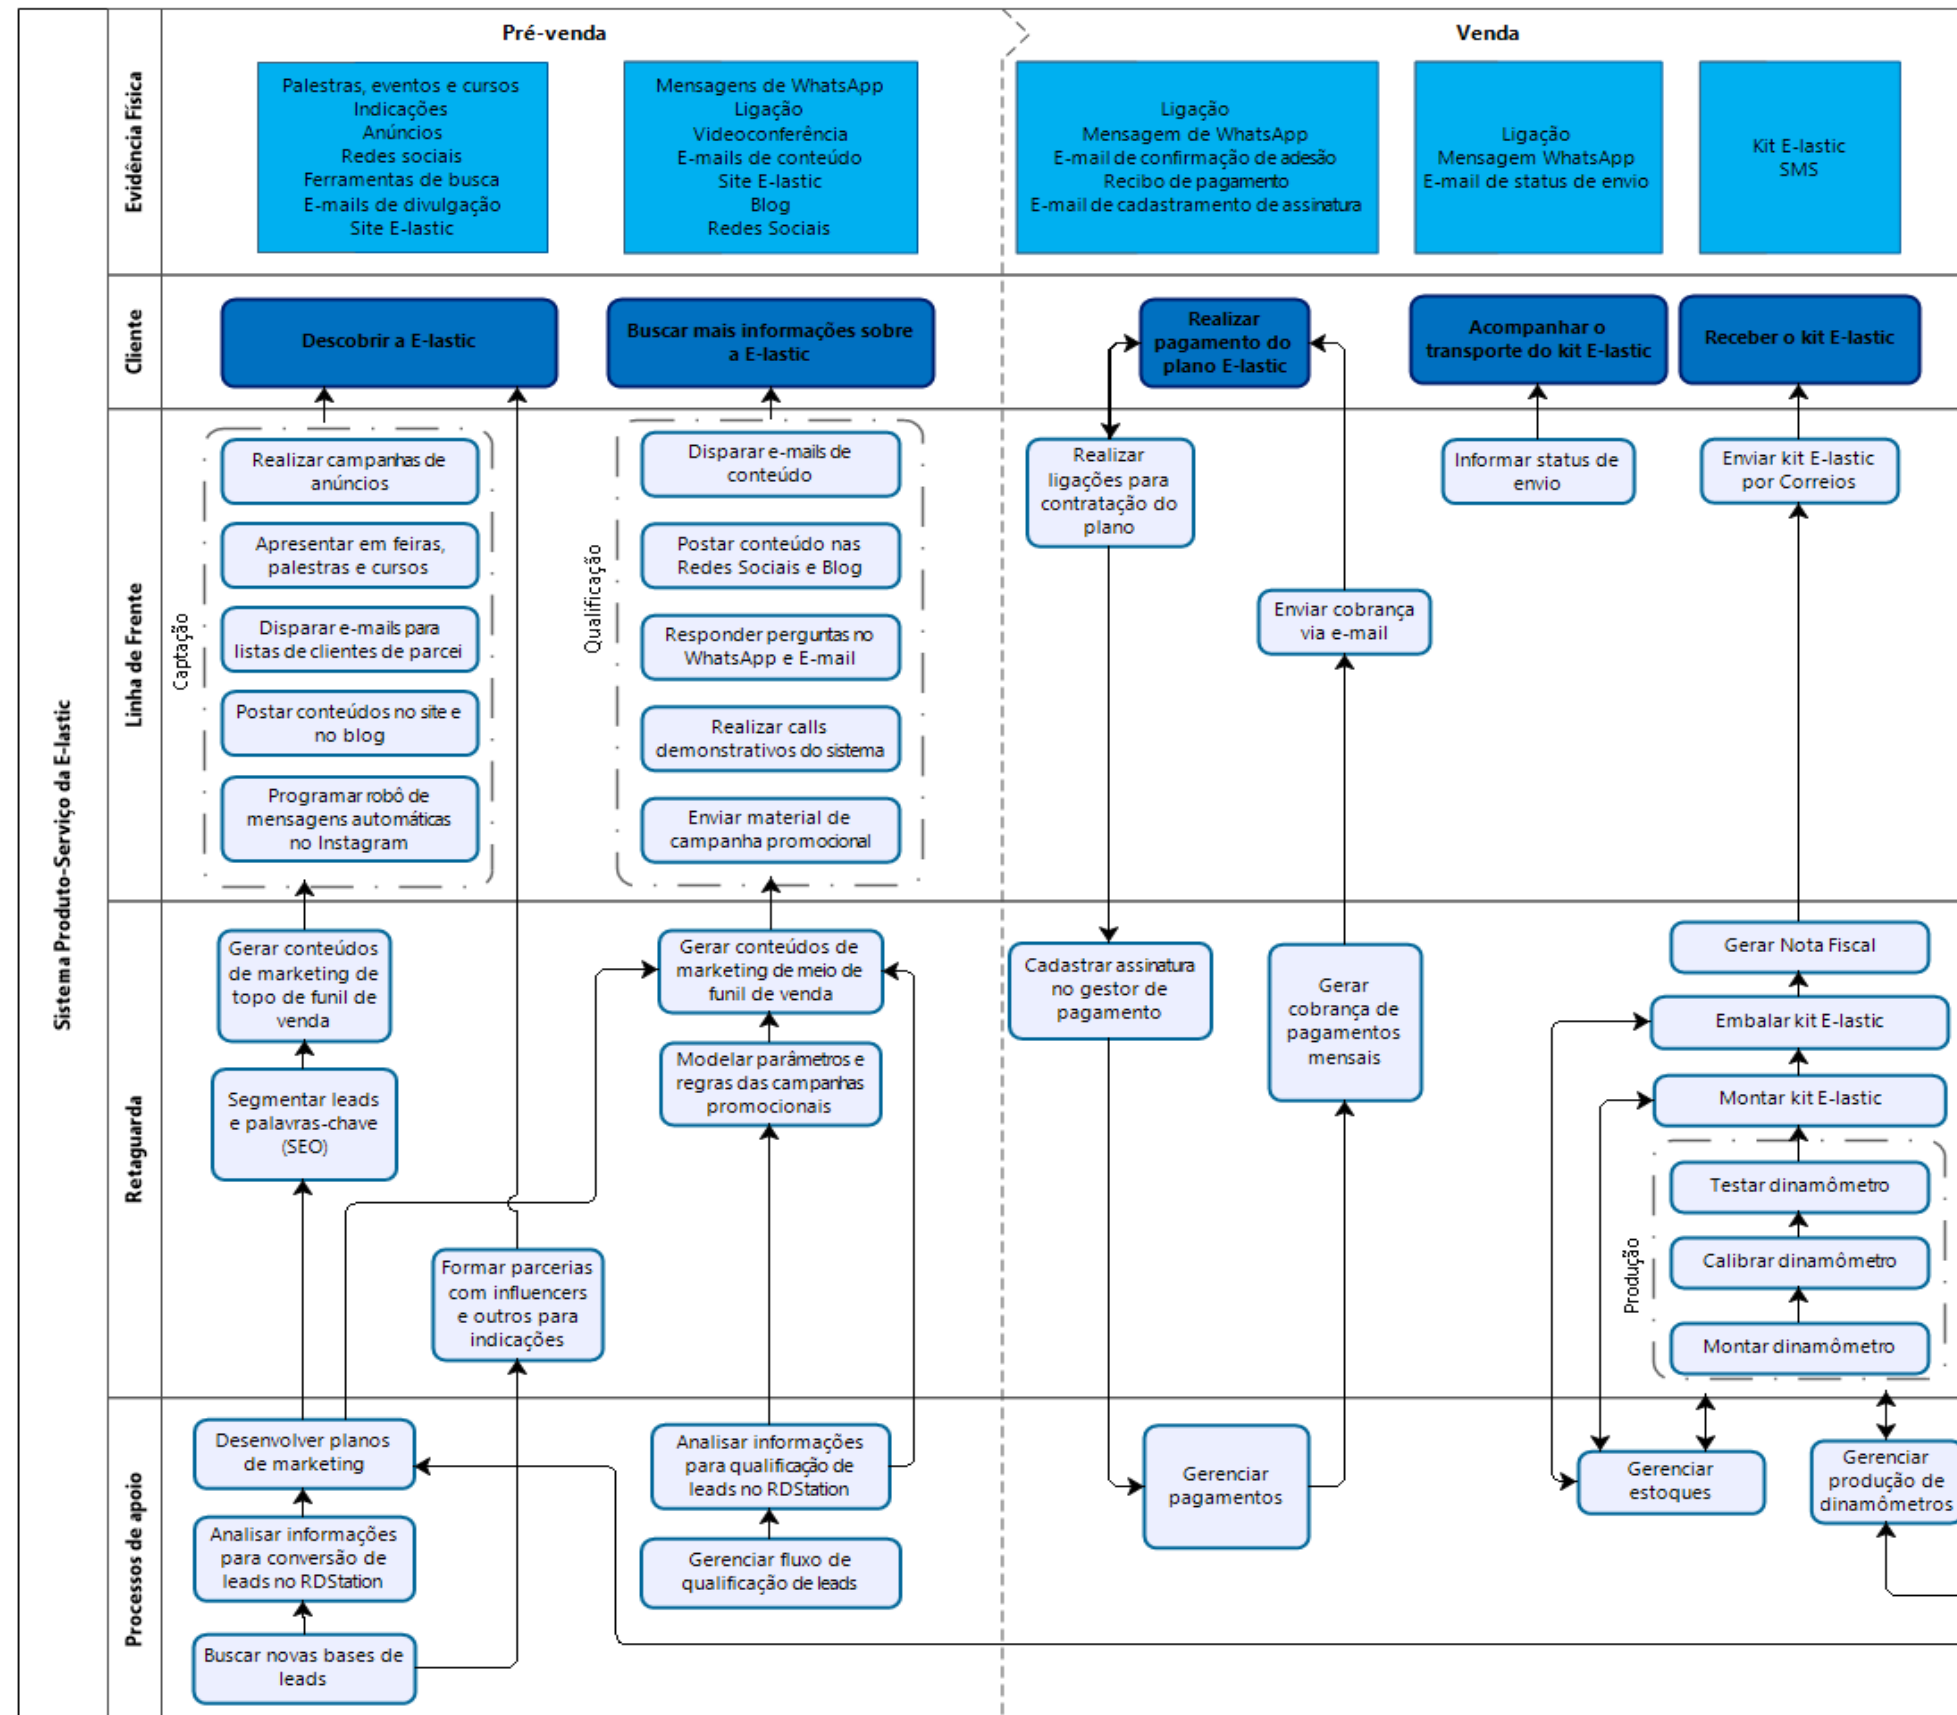 Sistema Produto-Serviço da E-lastic
Pré-venda
Venda
Evidência Física
Palestras, eventos e cursos
Indicações
Anúncios
Redes sociais
Ferramentas de busca
E-mails de divulgação
Site E-lastic
Mensagens de WhatsApp
Ligação
Videoconferência
E-mails de conteúdo
Site E-lastic
Blog
Redes Sociais
Ligação
Mensagem de WhatsApp
E-mail de confirmação de adesão
Recibo de pagamento
E-mail de cadastramento de assinatura
Ligação
Mensagem WhatsApp
E-mail de status de envio
Kit E-lastic
SMS
Cliente
Descobrir a E-lastic
Buscar mais informações sobre
a E-lastic
Realizar
pagamento do
plano E-lastic
Acompanhar o
transporte do kit E-lastic
Receber o kit E-lastic
Linha de Frente
Captação
Realizar campanhas de
anúncios
Apresentar em feiras,
palestras e cursos
Disparar e-mails para
listas de clientes de parcei
Postar conteúdos no site e
no blog
Programar robô de
mensagens automáticas
no Instagram
Qualificação
Disparar e-mails de
conteúdo
Postar conteúdo nas
Redes Sociais e Blog
Responder perguntas no
WhatsApp e E-mail
Realizar calls
demonstrativos do sistema
Enviar material de
campanha promocional
Realizar
ligações para
contratação do
plano
Enviar cobrança
via e-mail
Informar status de
envio
Enviar kit E-lastic
por Correios
Retaguarda
Gerar conteúdos
de marketing de
topo de funil de
venda
Segmentar leads
e palavras-chave
(SEO)
Formar parcerias
com influencers
e outros para
indicações
Gerar conteúdos de
marketing de meio de
funil de venda
Modelar parâmetros e
regras das campanhas
promocionais
Cadastrar assinatura
no gestor de
pagamento
Gerar
cobrança de
pagamentos
mensais
Gerar Nota Fiscal
Embalar kit E-lastic
Montar kit E-lastic
Produção
Testar dinamômetro
Calibrar dinamômetro
Montar dinamômetro
Processos de apoio
Desenvolver planos
de marketing
Analisar informações
para conversão de
leads no RDStation
Buscar novas bases de
leads
Analisar informações
para qualificação de
leads no RDStation
Gerenciar fluxo de
qualificação de leads
Gerenciar
pagamentos
Gerenciar
estoques
Gerenciar
produção de
dinamômetros